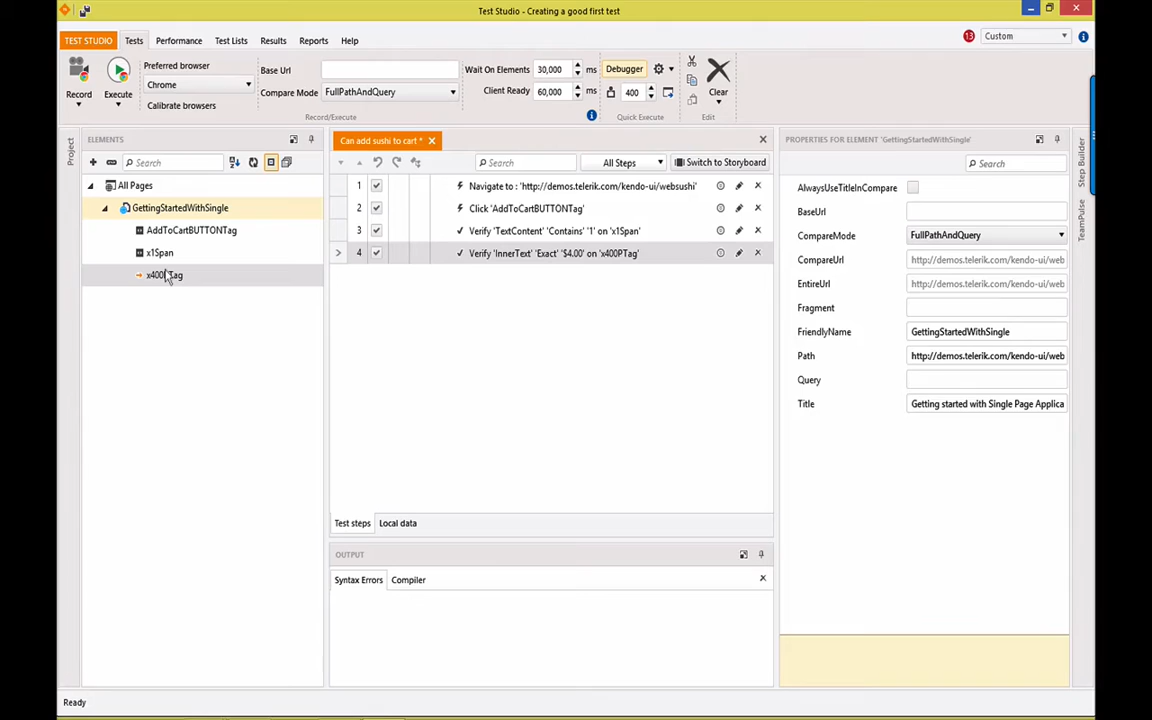 Test Studio - Creating a good first test
TEST STUDIO Tests Performance Test Lists Results Reports Help
13 Custom
Record
Execute
Preferred browser
Chrome
Calibrate browsers
Base Url
Compare Mode FullPathAndQuery
Record/Execute
Wait On Elements 30,000 ms
Client Ready 60,000 ms
Debugger
400
Quick Execute
Clear
Edit
Project
ELEMENTS
Search
All Pages
GettingStartedWithSingle
AddToCartBUTTONTag
x1Span
Can add sushi to cart *
Search All Steps Switch to Storyboard
1 Navigate to : 'http://demos.telerik.com/kendo-ui/websushi'
2 Click 'AddToCartBUTTONTag'
3 Verify 'TextContent' 'Contains' '1' on 'x1Span'
4 Verify 'InnerText' 'Exact' '$4.00' on 'x400PTag'
Test steps Local data
OUTPUT
Syntax Errors Compiler
PROPERTIES FOR ELEMENT 'GettingStartedWithSingle'
Search
AlwaysUseTitleInCompare
BaseUrl
CompareMode FullPathAndQuery
CompareUrl http://demos.telerik.com/kendo-ui/web
EntireUrl http://demos.telerik.com/kendo-ui/web
Fragment
FriendlyName GettingStartedWithSingle
Path http://demos.telerik.com/kendo-ui/web
Query
Title Getting started with Single Page Applica
Step Builder
TeamPulse
Ready